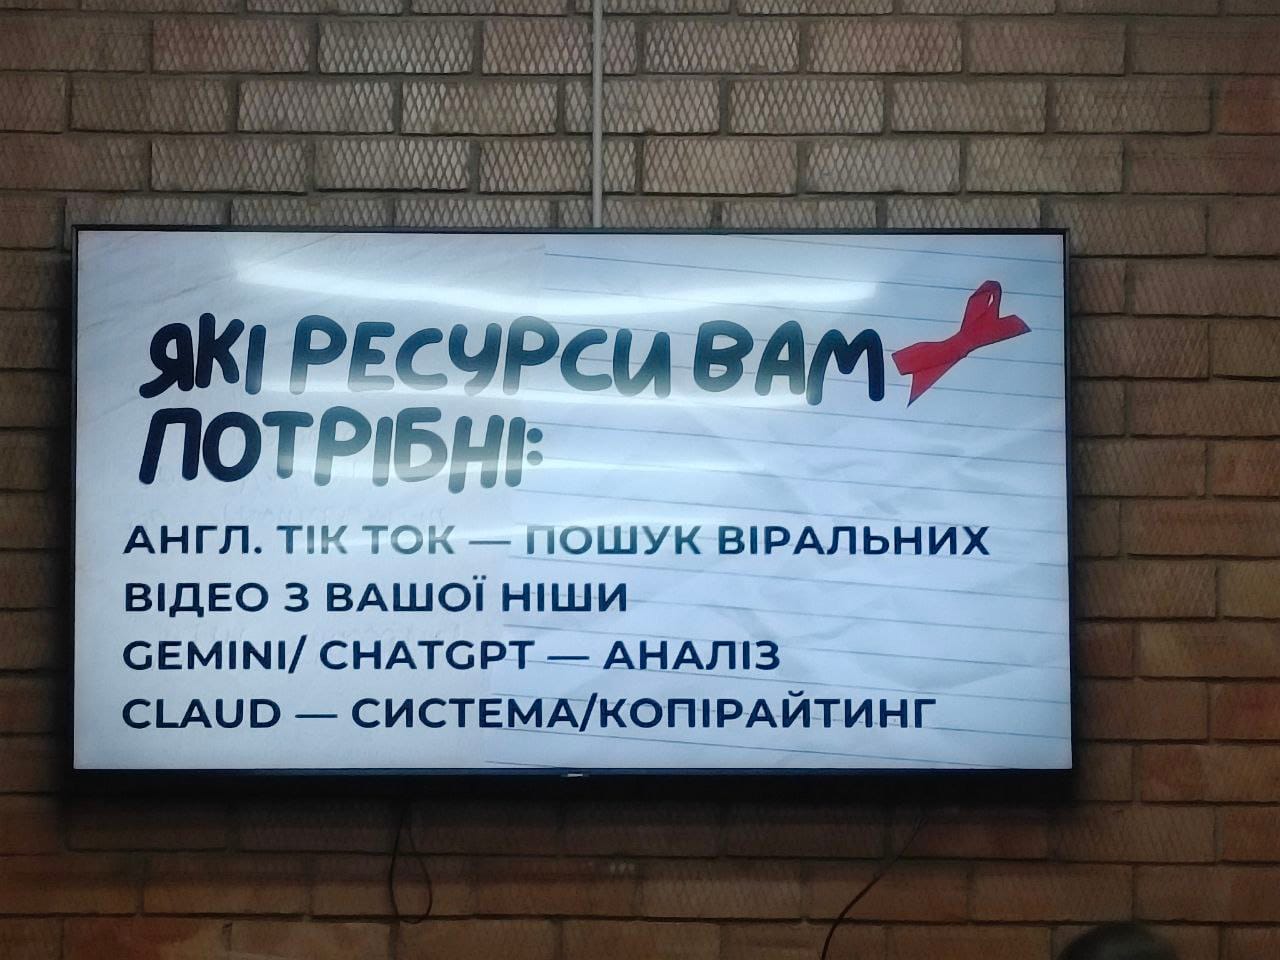 ЯКІ РЕСУРСИ ВАМ
ПОТРІБНІ:
АНГЛ. ТІК ТОК — ПОШУК ВІРАЛЬНИХ
ВІДЕО З ВАШОЇ НІШИ
GEMINI/ CHATGPT — АНАЛІЗ
CLAUD — СИСТЕМА/КОПІРАЙТИНГ